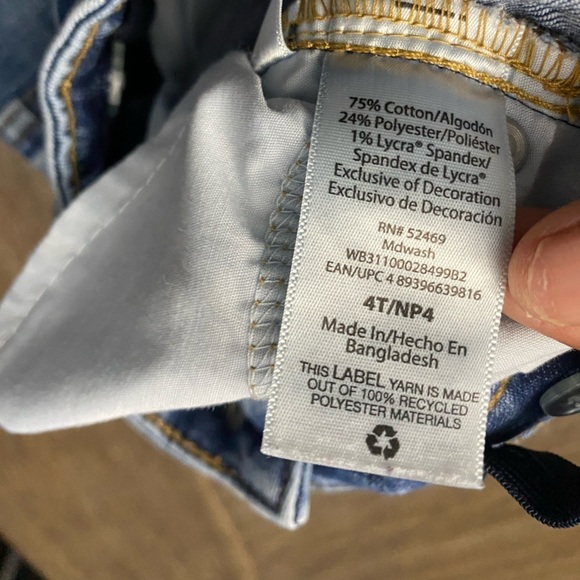 75% Cotton/Algodón
24% Polyester/Poliéster
1% Lycra® Spandex/
Spandex de Lycra®
Exclusive of Decoration
Exclusivo de Decoración
RN# 52469
Mdwash
WB31100028499B2
EAN/UPC 4 89396639816
4T/NP4
Made In/Hecho En
Bangladesh
THIS LABEL YARN IS MADE
OUT OF 100% RECYCLED
POLYESTER MATERIALS